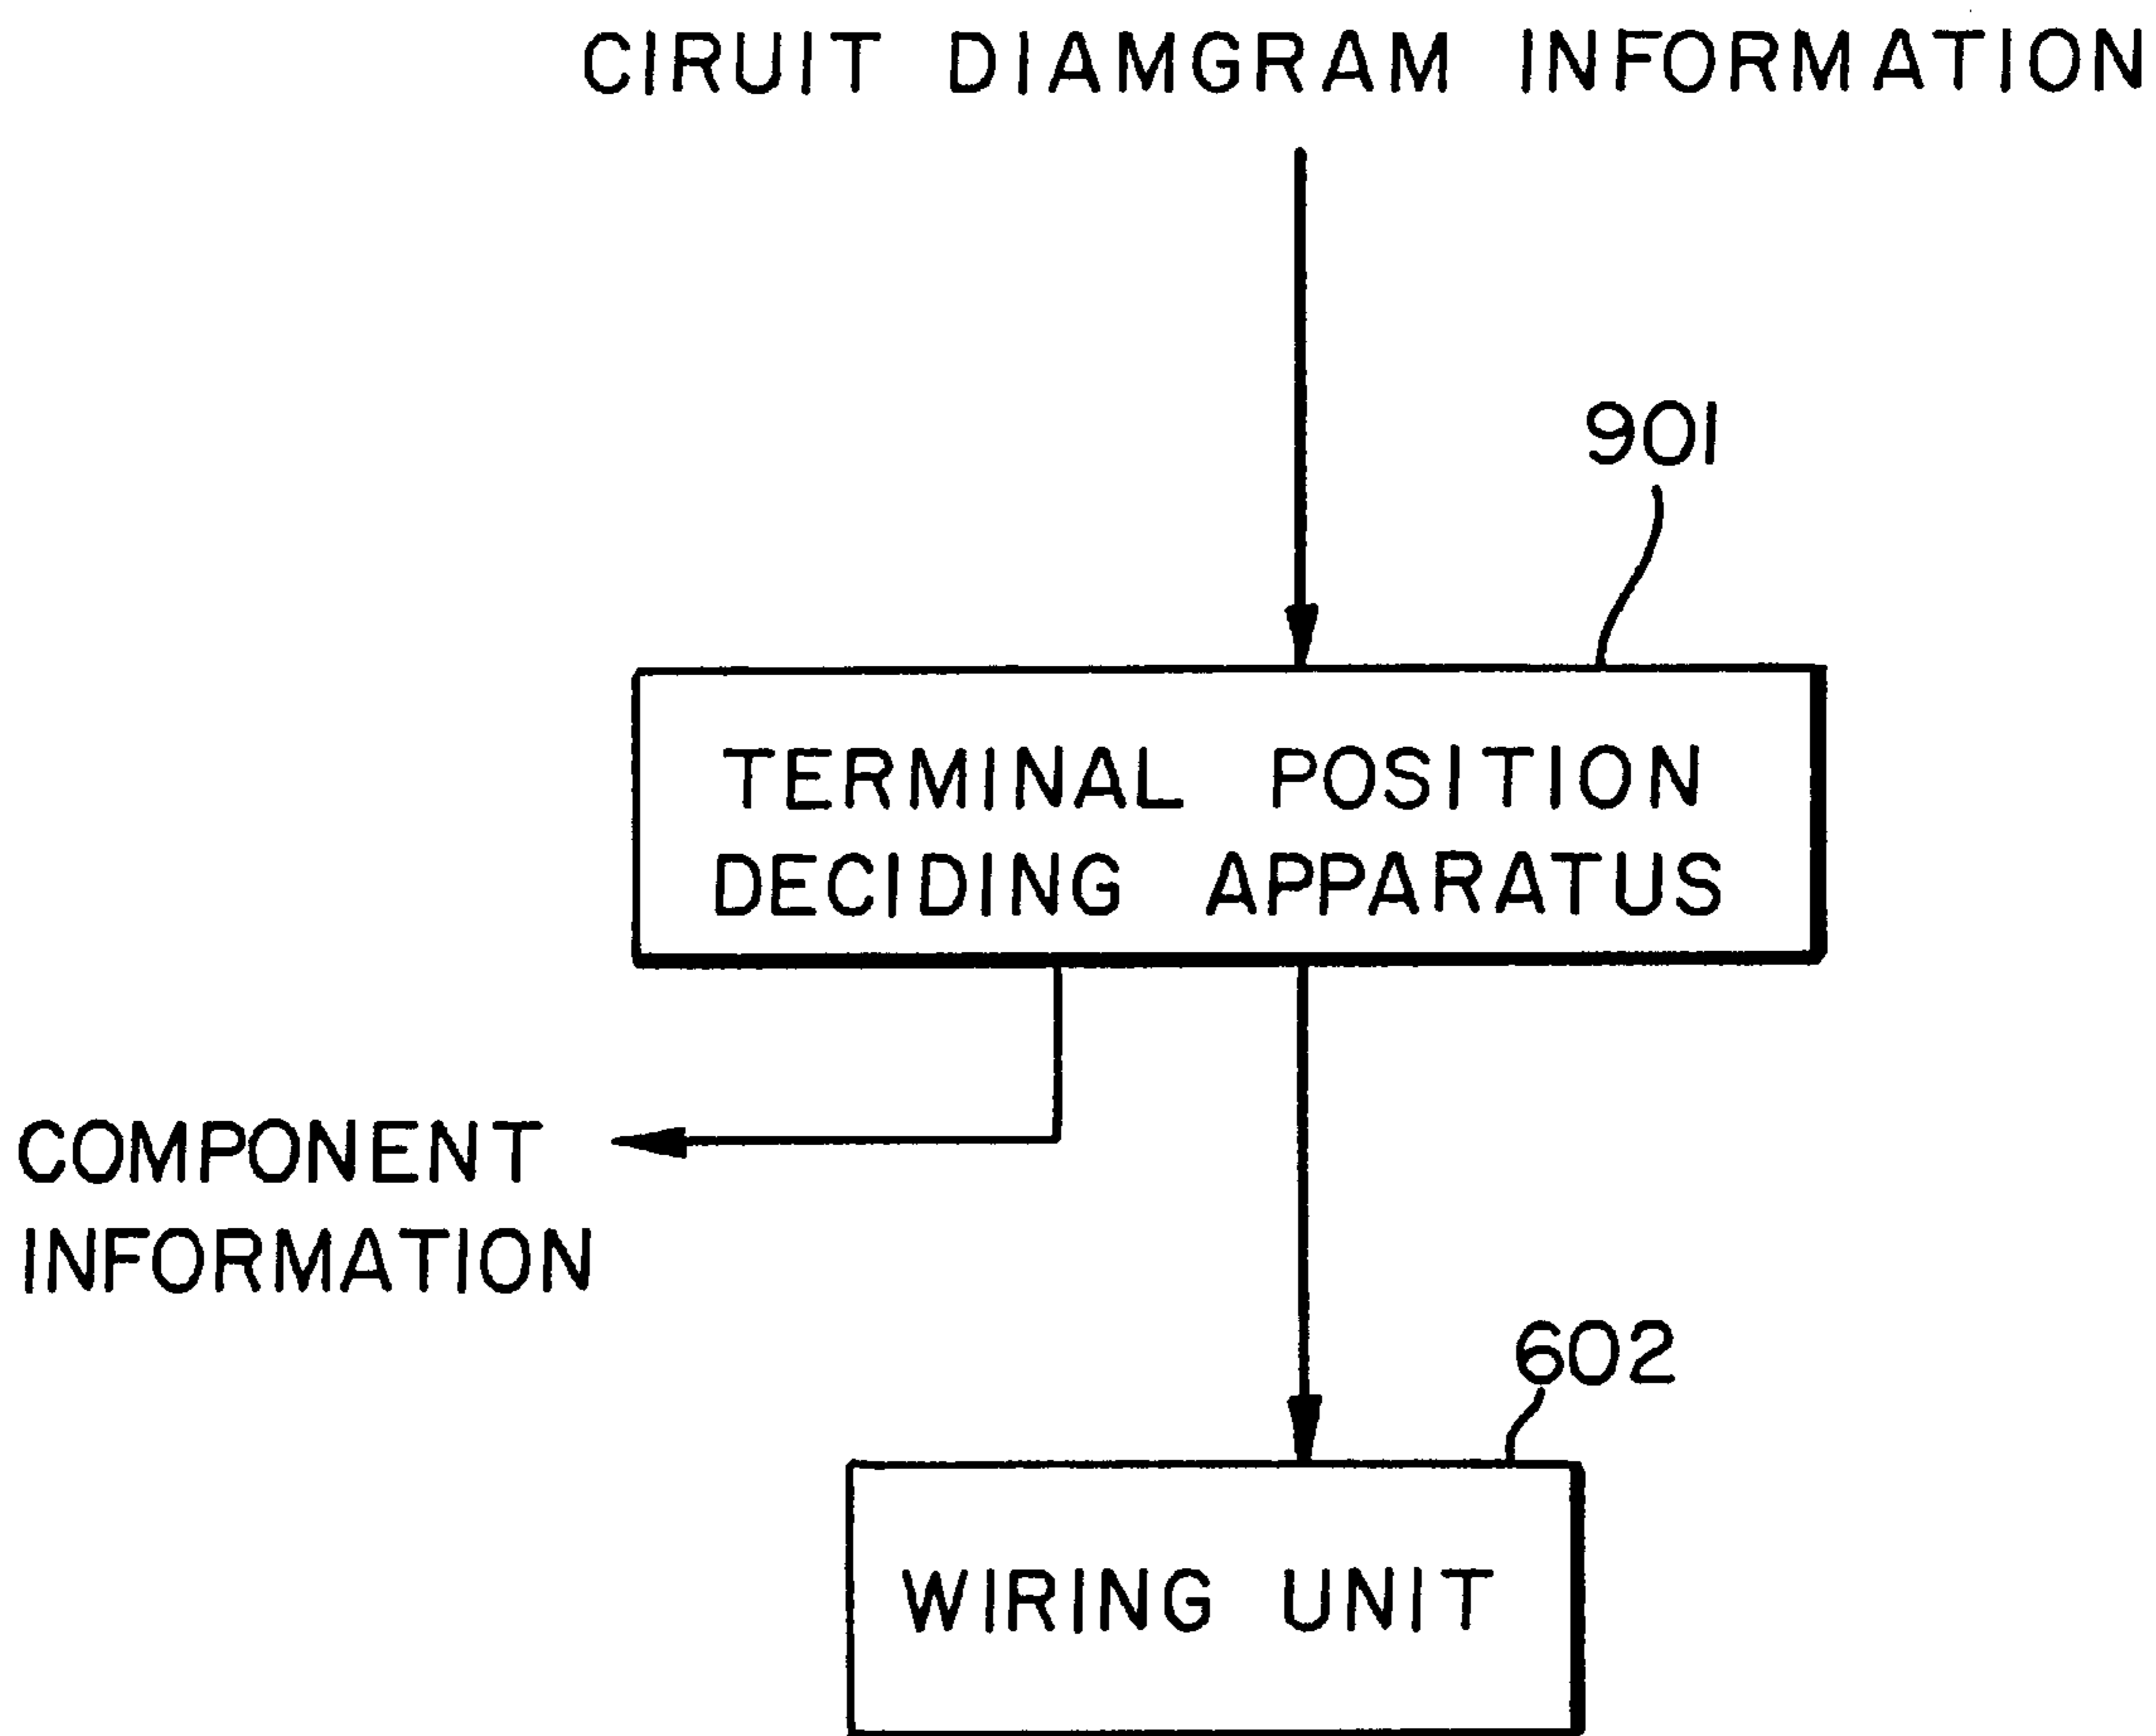 CIRUIT DIAMGRAM INFORMATION
901
TERMINAL POSITION
DECIDING APPARATUS
COMPONENT
INFORMATION
602
WIRING UNIT